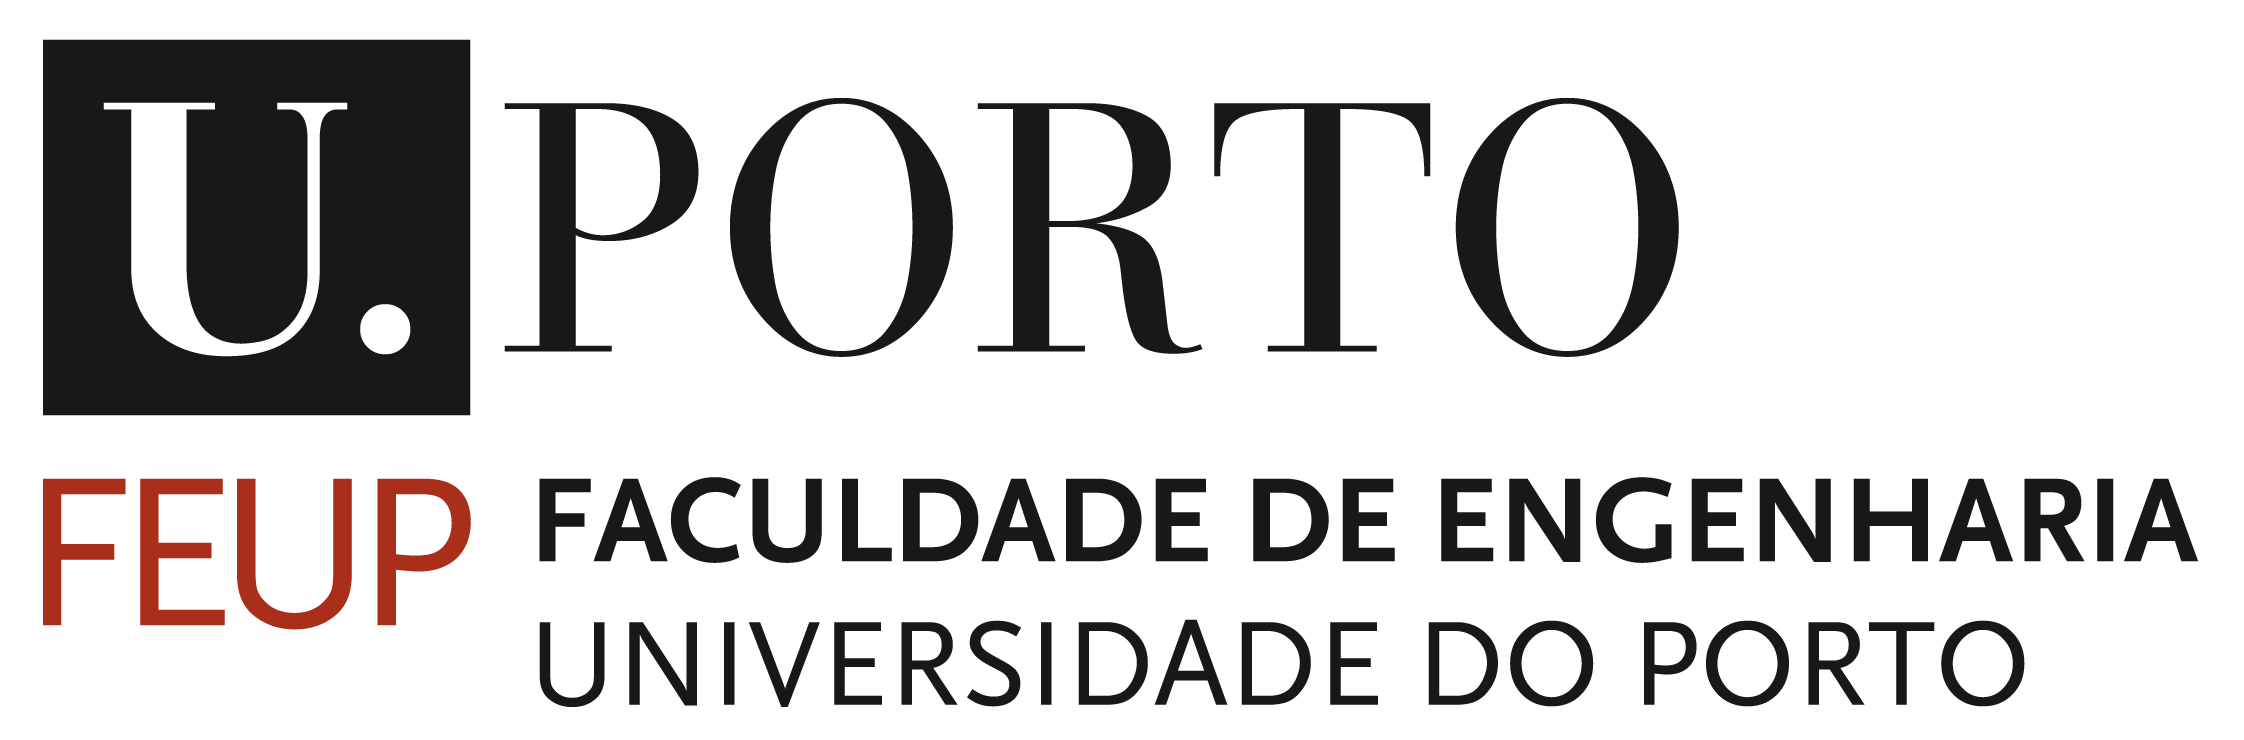 U. PORTO
FEUP FACULDADE DE ENGENHARIA
UNIVERSIDADE DO PORTO